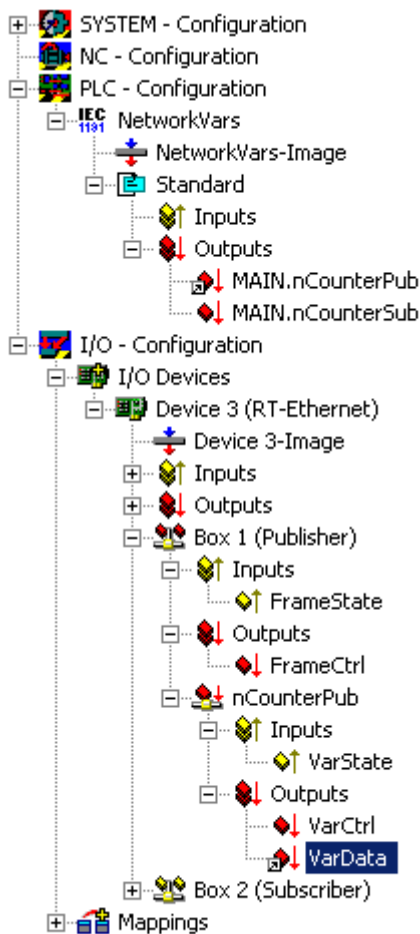 SYSTEM - Configuration
NC - Configuration
PLC - Configuration
IEC 1131 NetworkVars
NetworkVars-Image
Standard
Inputs
Outputs
MAIN.nCounterPub
MAIN.nCounterSub
I/O - Configuration
I/O Devices
Device 3 (RT-Ethernet)
Device 3-Image
Inputs
Outputs
Box 1 (Publisher)
Inputs
FrameState
Outputs
FrameCtrl
nCounterPub
Inputs
VarState
Outputs
VarCtrl
VarData
Box 2 (Subscriber)
Mappings